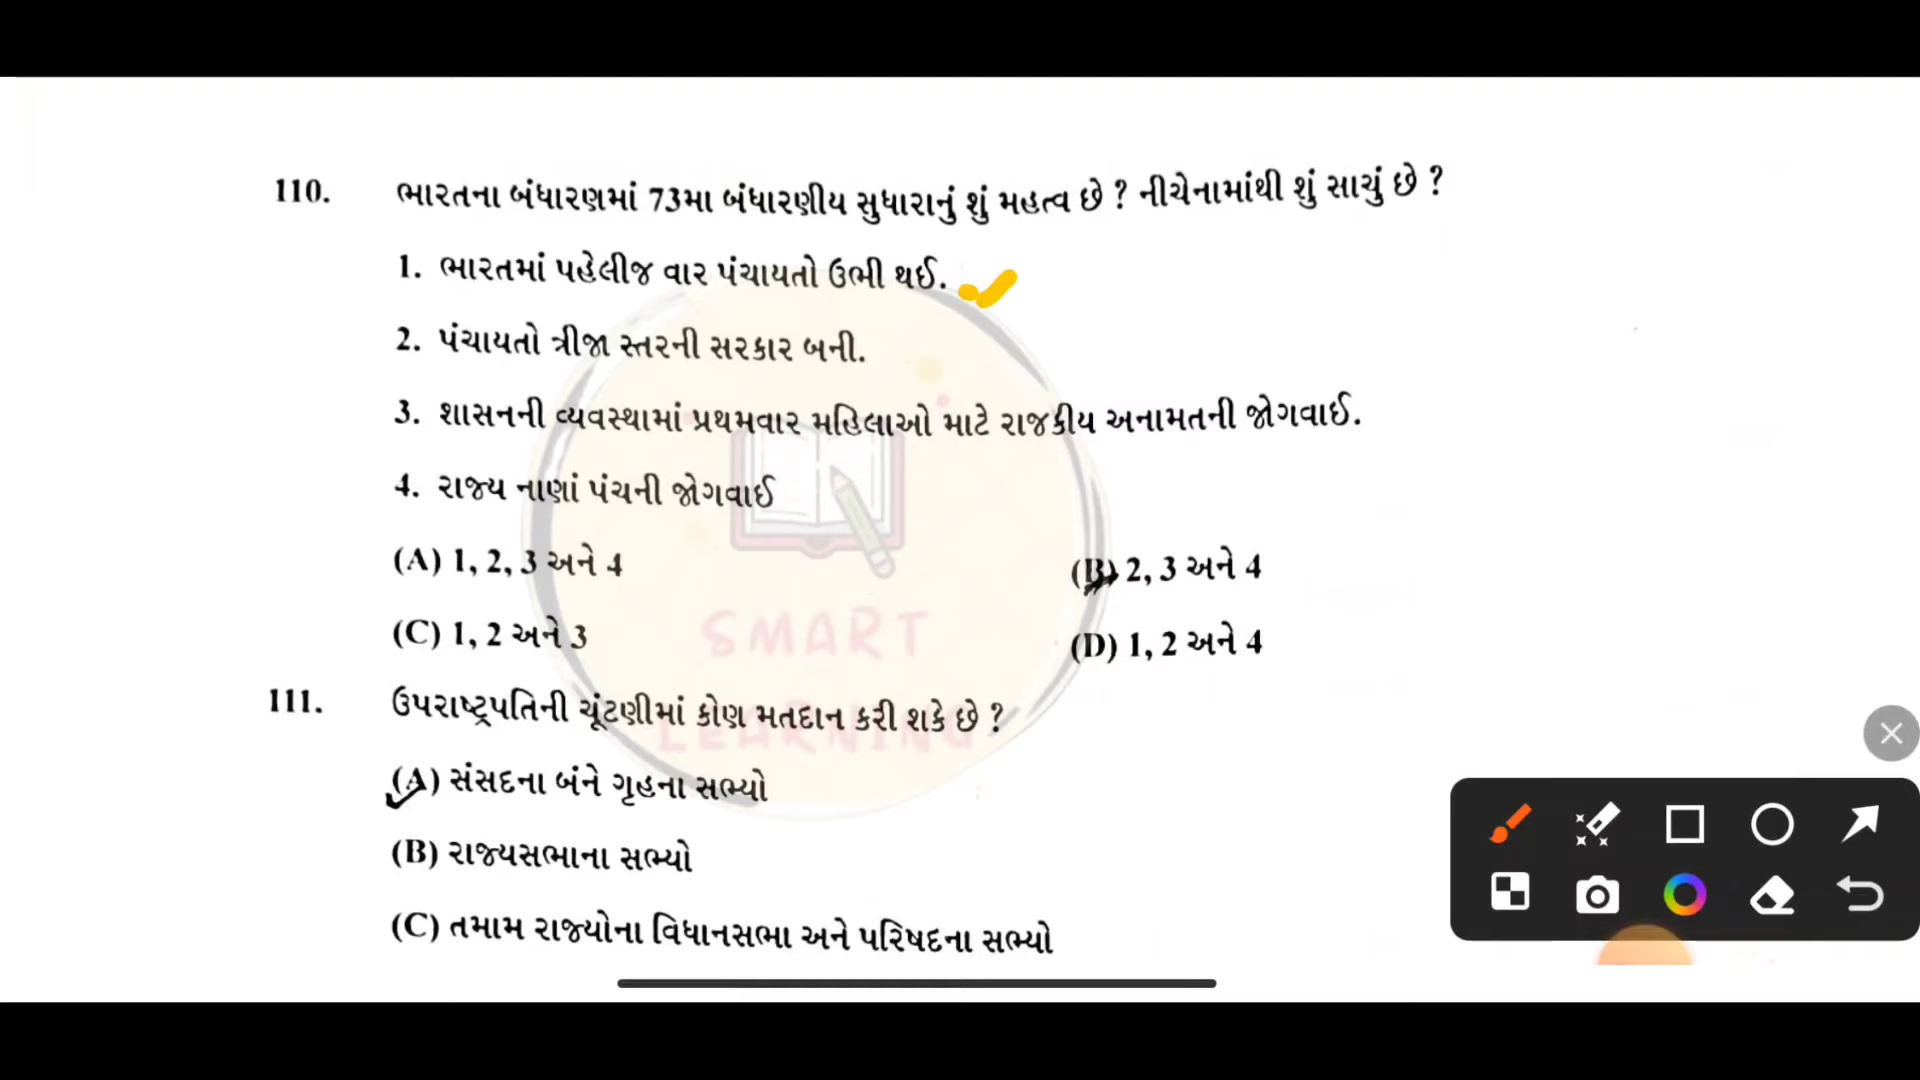 110. ભારતના બંધારણમાં 73મા બંધારણીય સુધારાનું શું મહત્વ છે ? નીચેનામાંથી શું સાચું છે ?
1. ભારતમાં પહેલીજ વાર પંચાયતો ઉભી થઈ.
2. પંચાયતો ત્રીજા સ્તરની સરકાર બની.
3. શાસનની વ્યવસ્થામાં પ્રથમવાર મહિલાઓ માટે રાજકીય અનામતની જોગવાઈ.
4. રાજ્ય નાણાં પંચની જોગવાઈ
(A) 1, 2, 3 અને 4 (B) 2, 3 અને 4
(C) 1, 2 અને 3 (D) 1, 2 અને 4
SMART
LEARNING
111. ઉપરાષ્ટ્રપતિની ચૂંટણીમાં કોણ મતદાન કરી શકે છે ?
(A) સંસદના બંને ગૃહના સભ્યો
(B) રાજ્યસભાના સભ્યો
(C) તમામ રાજ્યોના વિધાનસભા અને પરિષદના સભ્યો